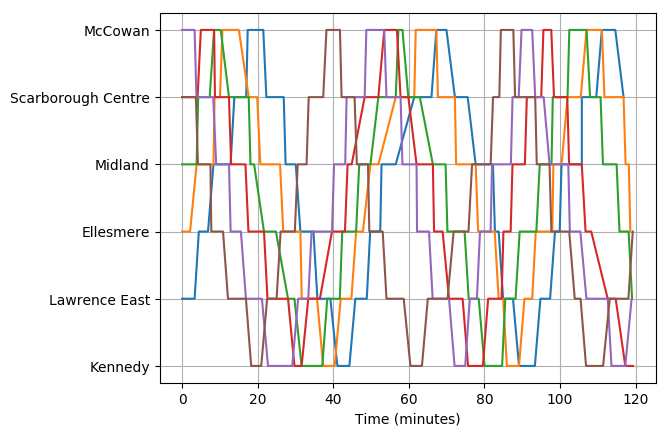 McCowan
Scarborough Centre
Midland
Ellesmere
Lawrence East
Kennedy
0 20 40 60 80 100 120
Time (minutes)